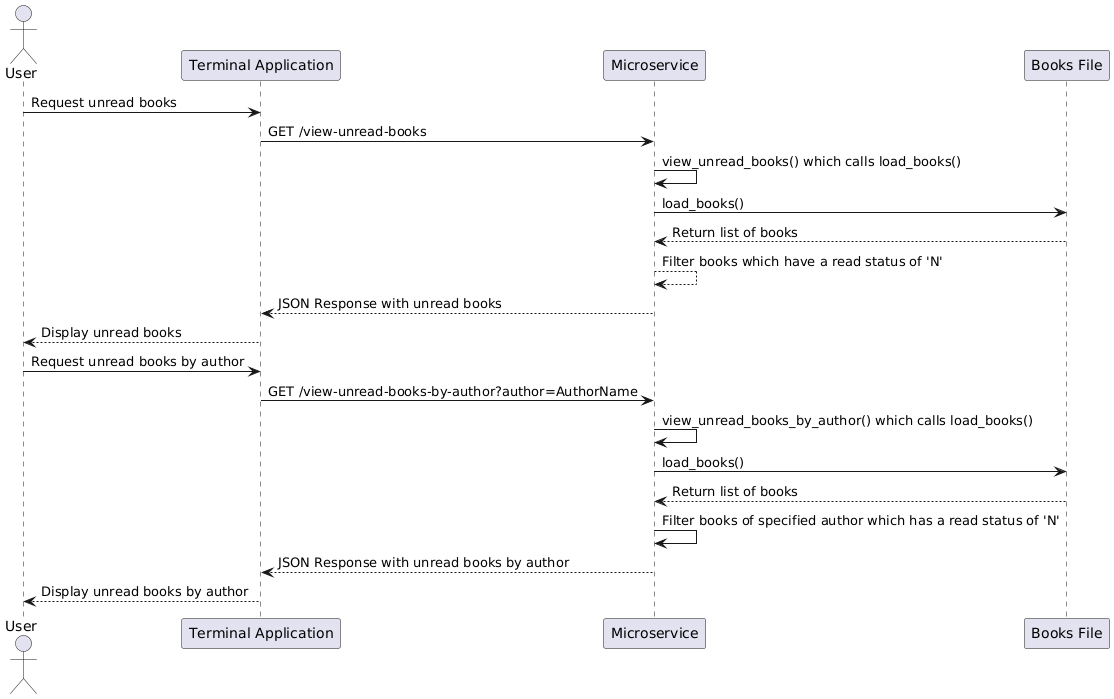 User
Terminal Application
Microservice
Books File
Request unread books
GET /view-unread-books
view_unread_books() which calls load_books()
load_books()
Return list of books
Filter books which have a read status of 'N'
JSON Response with unread books
Display unread books
Request unread books by author
GET /view-unread-books-by-author?author=AuthorName
view_unread_books_by_author() which calls load_books()
load_books()
Return list of books
Filter books of specified author which has a read status of 'N'
JSON Response with unread books by author
Display unread books by author
User
Terminal Application
Microservice
Books File